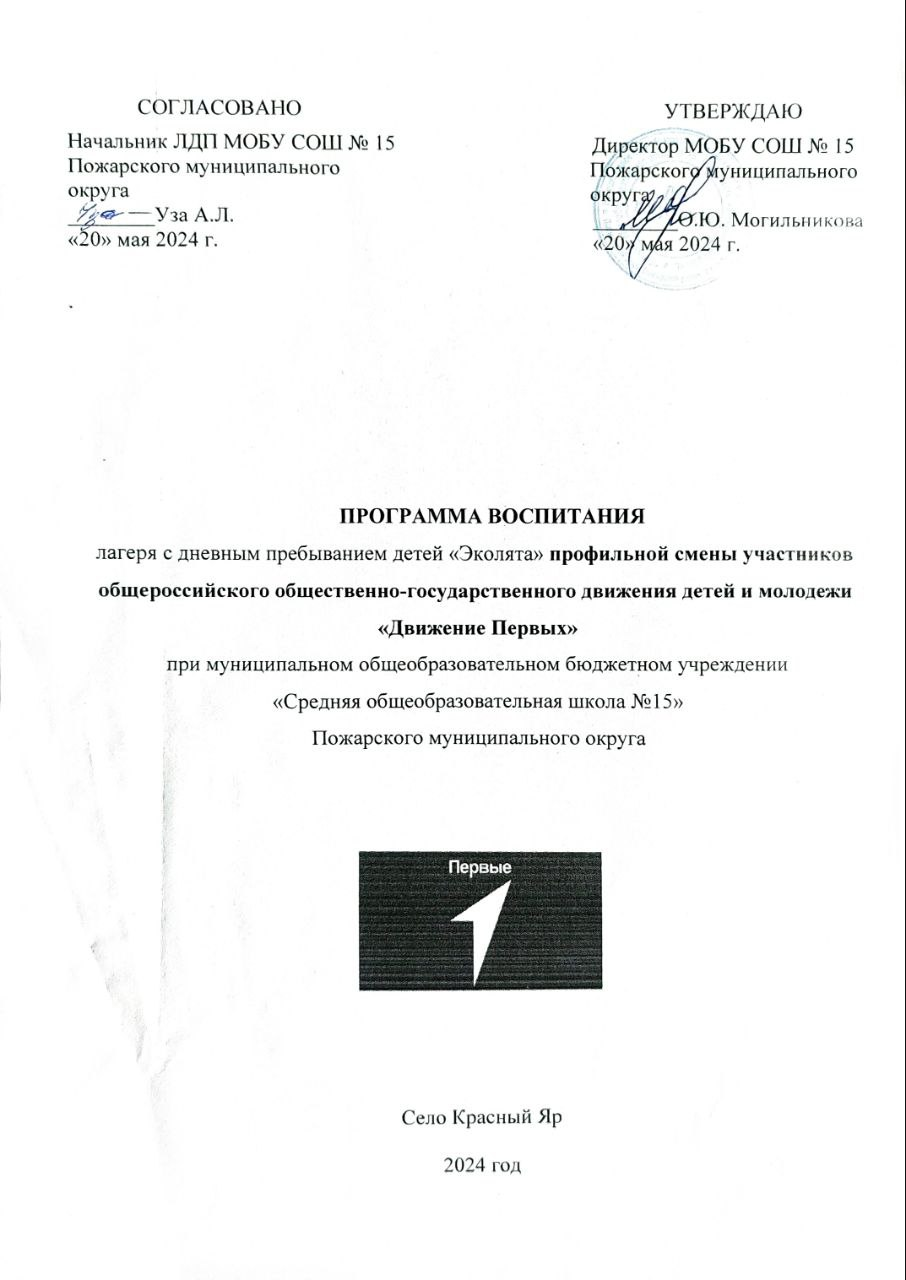 СОГЛАСОВАНО
Начальник ЛДП МОБУ СОШ № 15
Пожарского муниципального
округа
________Уза А.Л.
«20» мая 2024 г.
УТВЕРЖДАЮ
Директор МОБУ СОШ № 15
Пожарского муниципального
округа
________О.Ю. Могильникова
«20» мая 2024 г.
ПРОГРАММА ВОСПИТАНИЯ
лагеря с дневным пребыванием детей «Эколята» профильной смены участников
общероссийского общественно-государственного движения детей и молодежи
«Движение Первых»
при муниципальном общеобразовательном бюджетном учреждении
«Средняя общеобразовательная школа №15»
Пожарского муниципального округа
Первые
Село Красный Яр
2024 год